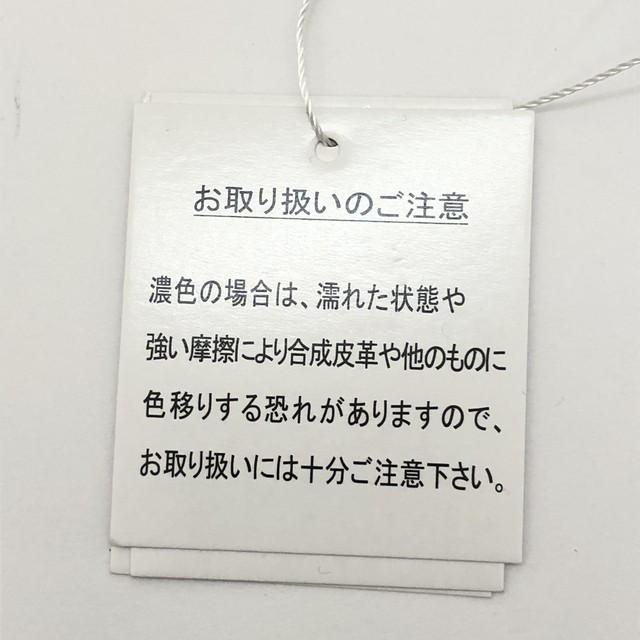 お取り扱いのご注意
濃色の場合は、濡れた状態や
強い摩擦により合成皮革や他のものに
色移りする恐れがありますので、
お取り扱いには十分ご注意下さい。